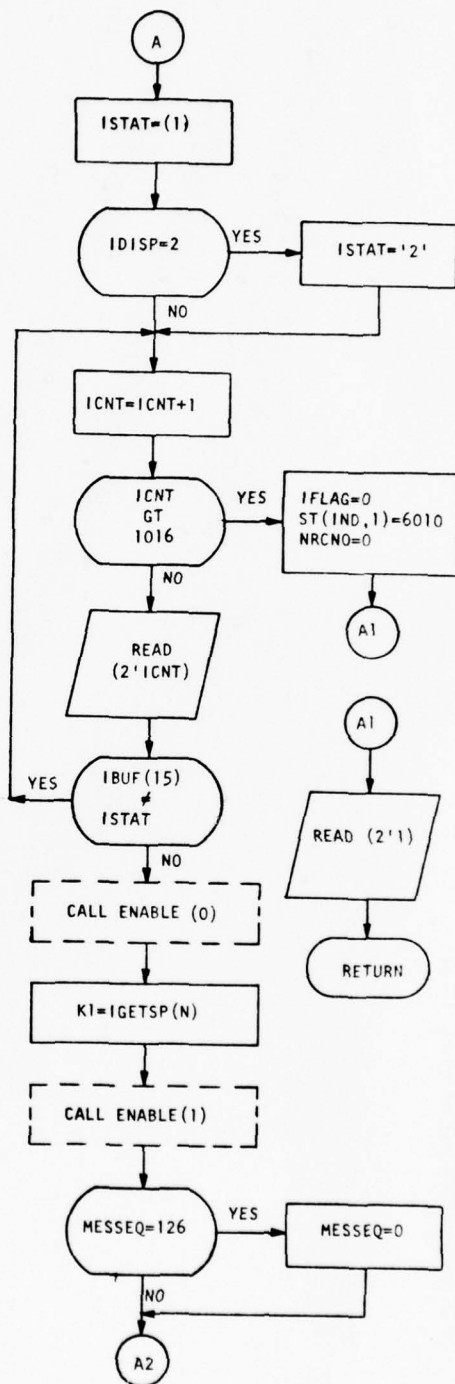 A
ISTAT=(1)
IDISP=2
YES
ISTAT='2'
NO
ICNT=ICNT+1
ICNT
GT
1016
YES
IFLAG=0
ST(IND,1)=6010
NRCNO=0
NO
A1
READ
(2'ICNT)
A1
YES
IBUF(15)
≠
ISTAT
READ (2'1)
NO
CALL ENABLE (0)
RETURN
K1=IGETSP(N)
CALL ENABLE(1)
MESSEQ=126
YES
MESSEQ=0
NO
A2